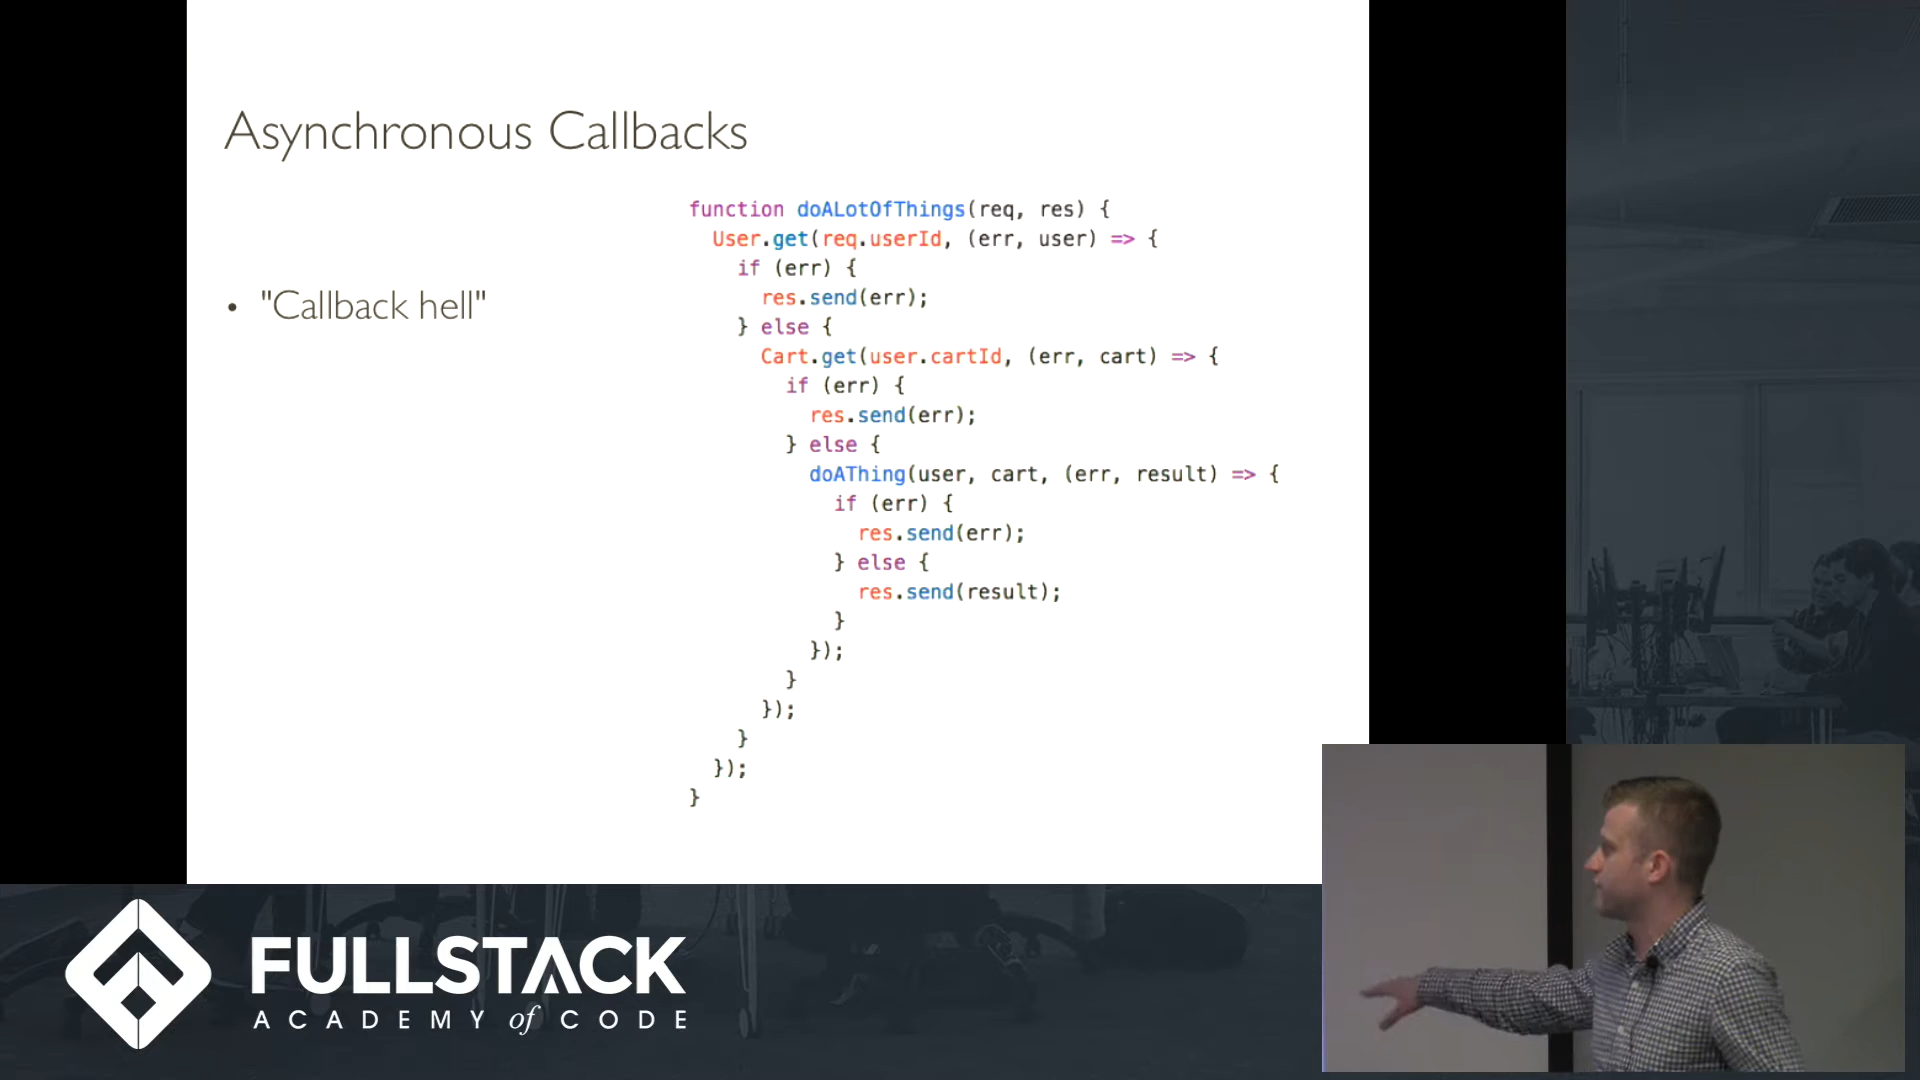 Asynchronous Callbacks
• "Callback hell"
function doALotOfThings(req, res) {
  User.get(req.userId, (err, user) => {
    if (err) {
      res.send(err);
    } else {
      Cart.get(user.cartId, (err, cart) => {
        if (err) {
          res.send(err);
        } else {
          doAThing(user, cart, (err, result) => {
            if (err) {
              res.send(err);
            } else {
              res.send(result);
            }
          });
        }
      });
    }
  });
}
FULLSTACK
ACADEMY of CODE